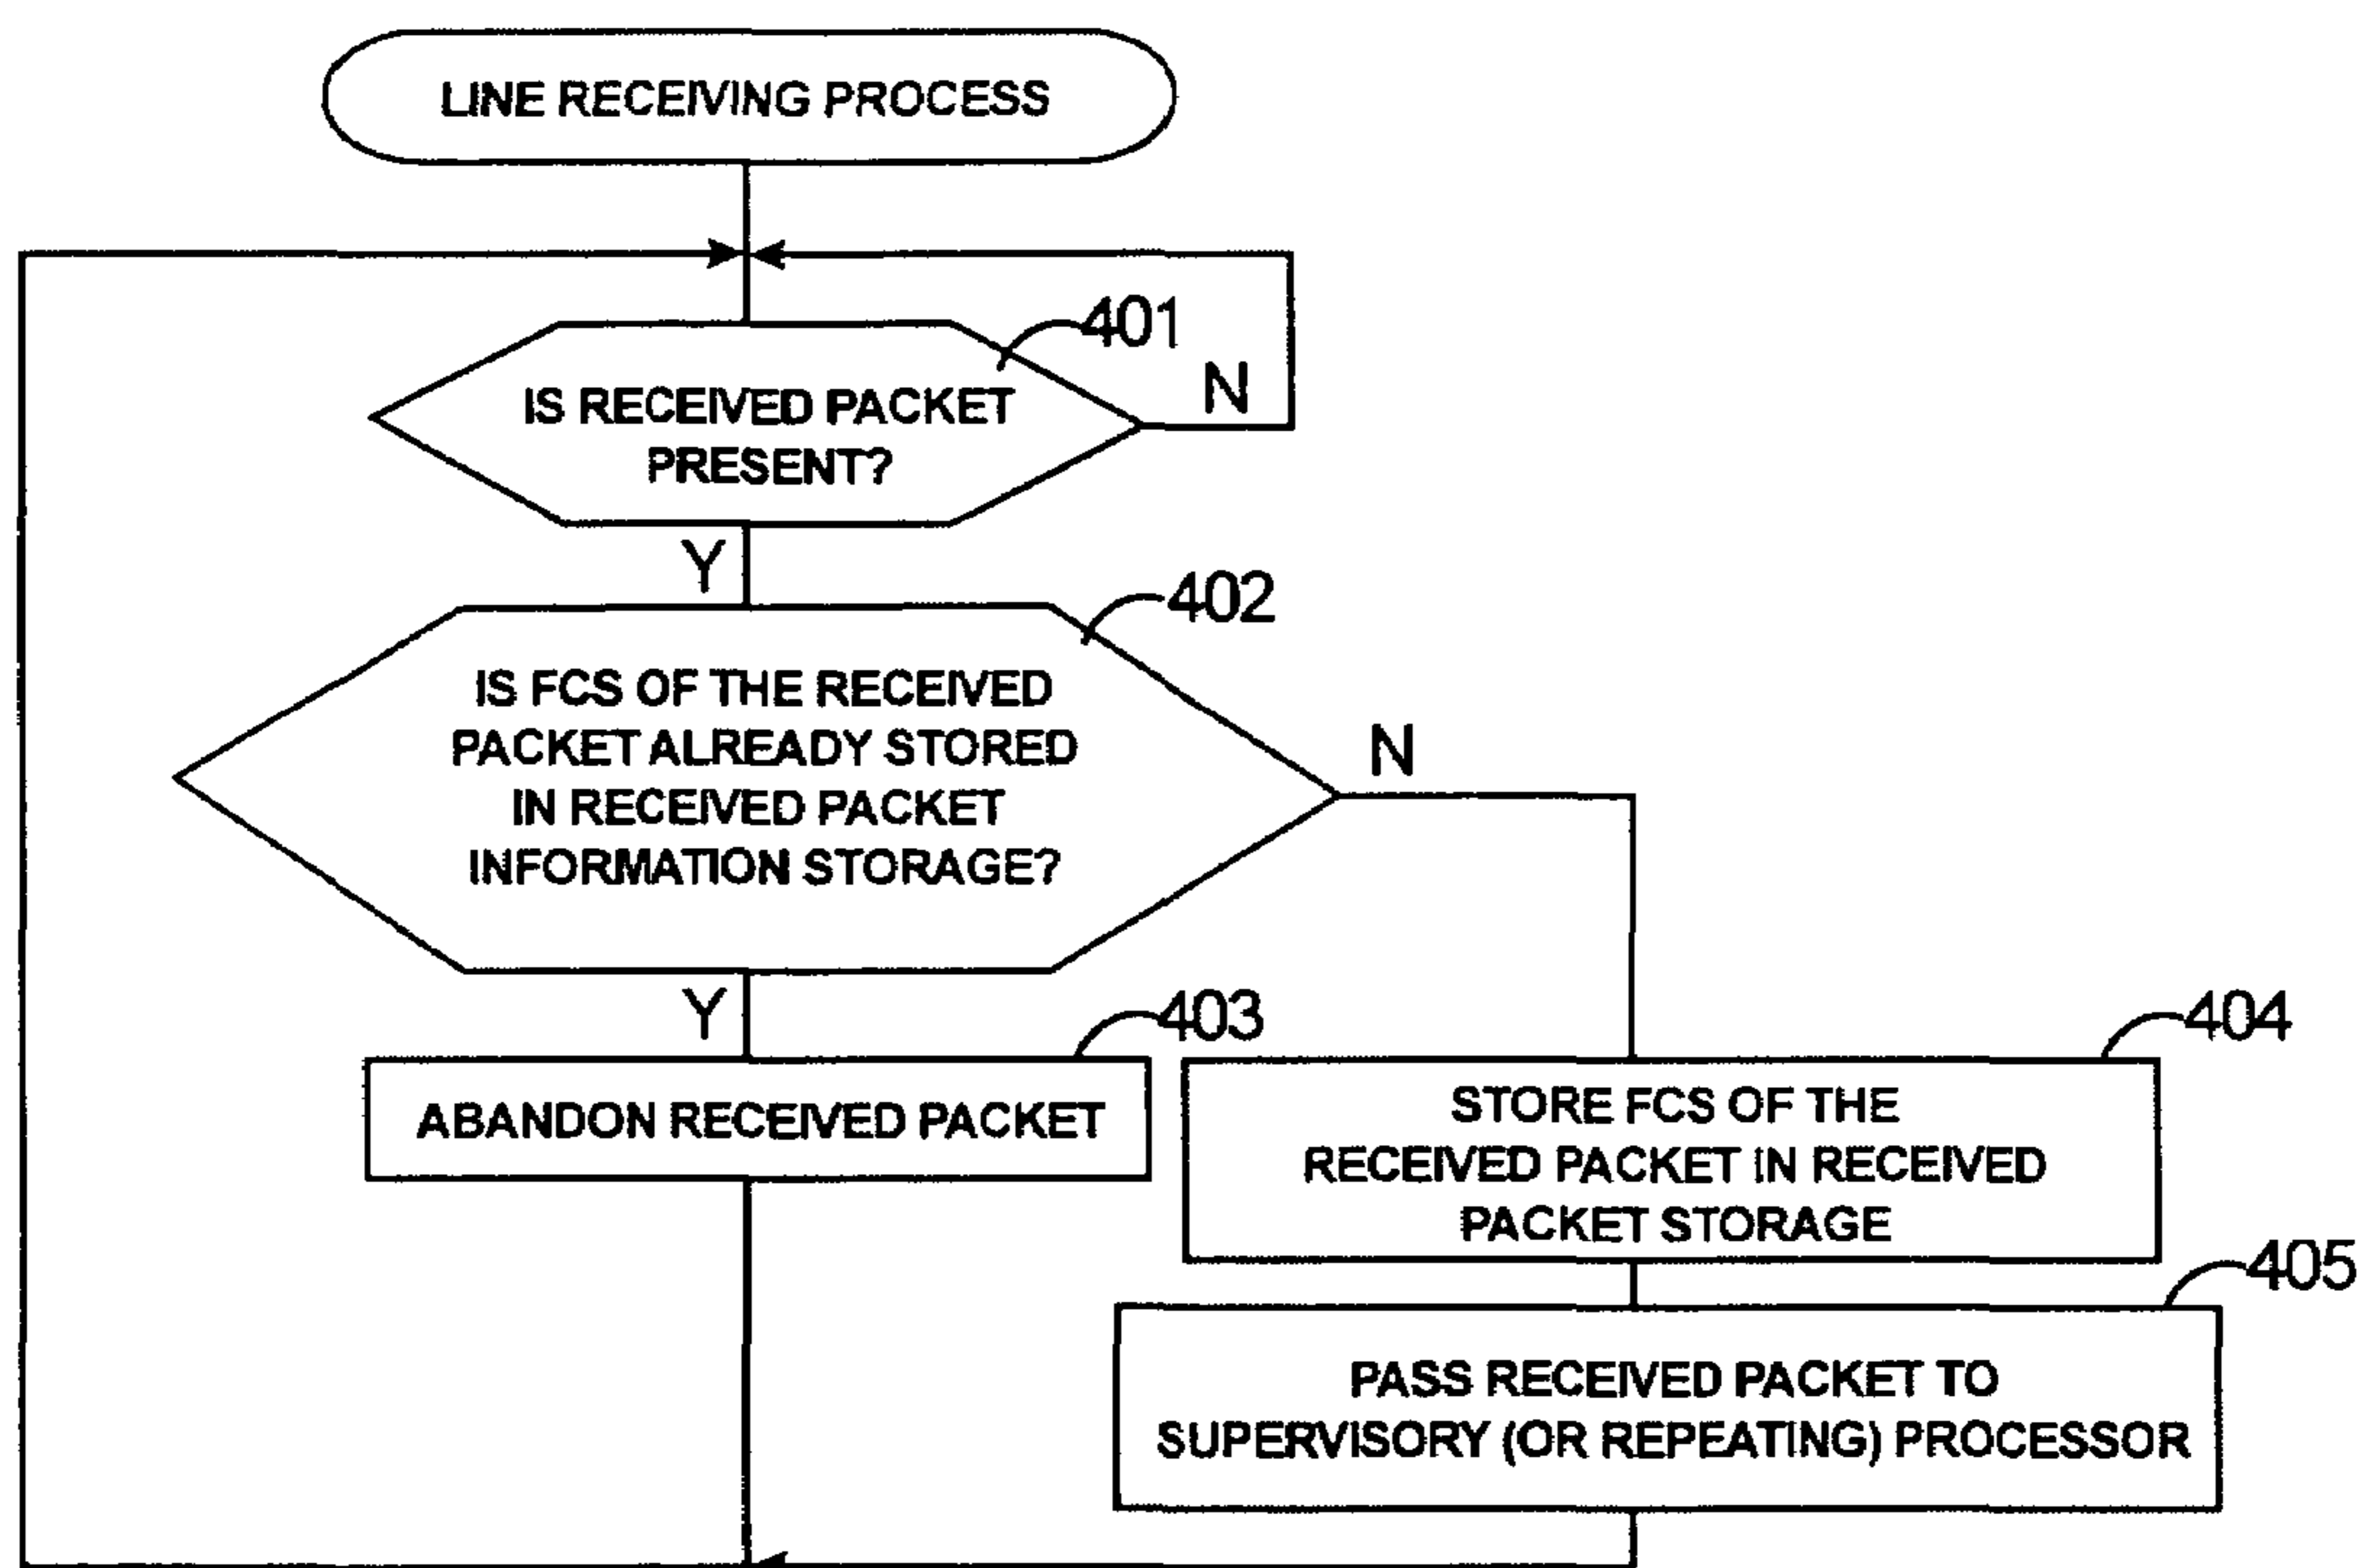 LINE RECEIVING PROCESS
401
IS RECEIVED PACKET
PRESENT?
N
Y
402
IS FCS OF THE RECEIVED
PACKET ALREADY STORED
IN RECEIVED PACKET
INFORMATION STORAGE?
N
Y
403
ABANDON RECEIVED PACKET
404
STORE FCS OF THE
RECEIVED PACKET IN RECEIVED
PACKET STORAGE
405
PASS RECEIVED PACKET TO
SUPERVISORY (OR REPEATING) PROCESSOR